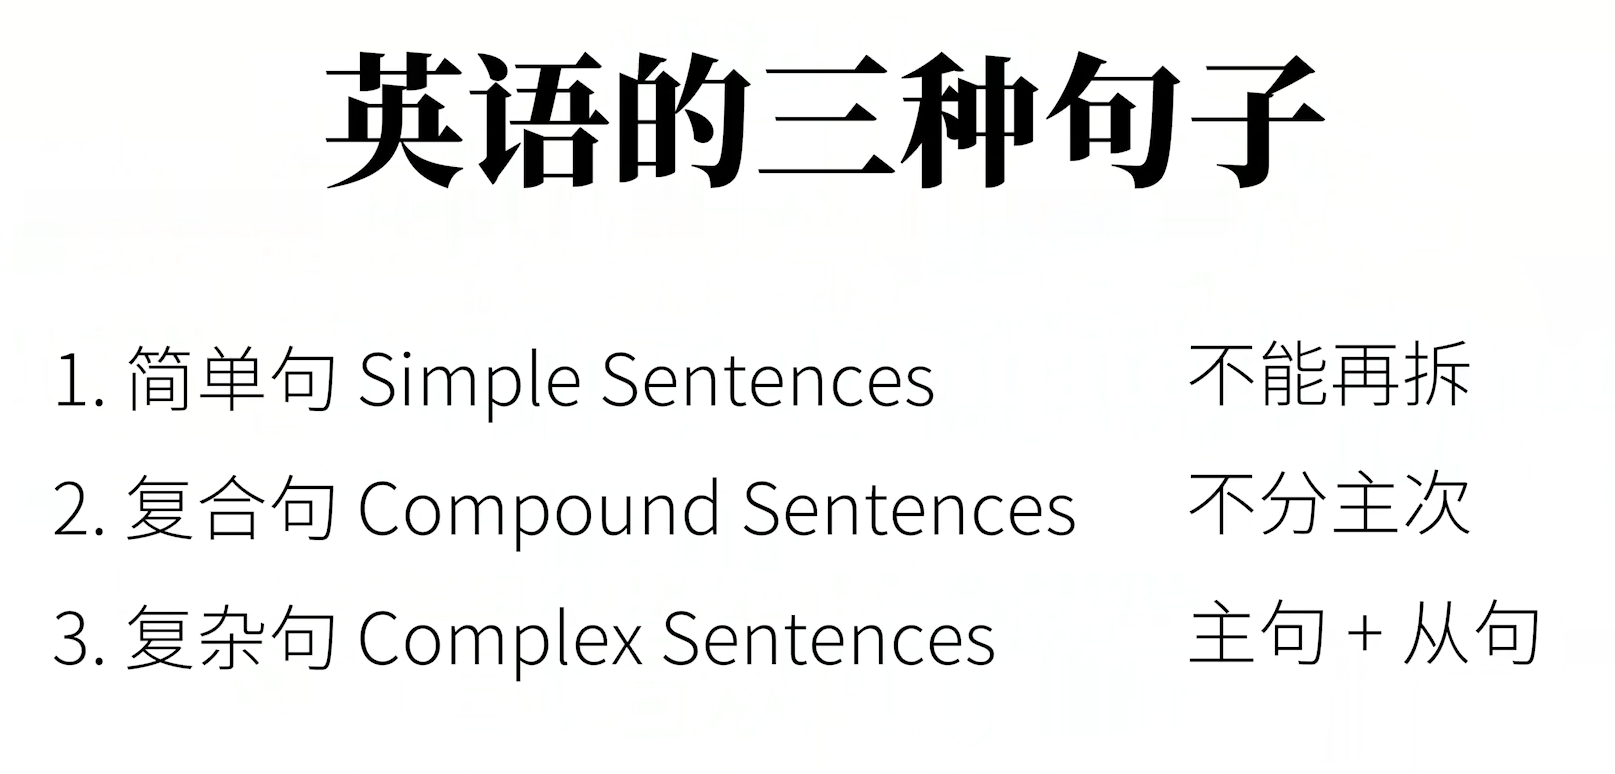 英语的三种句子
1. 简单句 Simple Sentences 不能再拆
2. 复合句 Compound Sentences 不分主次
3. 复杂句 Complex Sentences 主句 + 从句